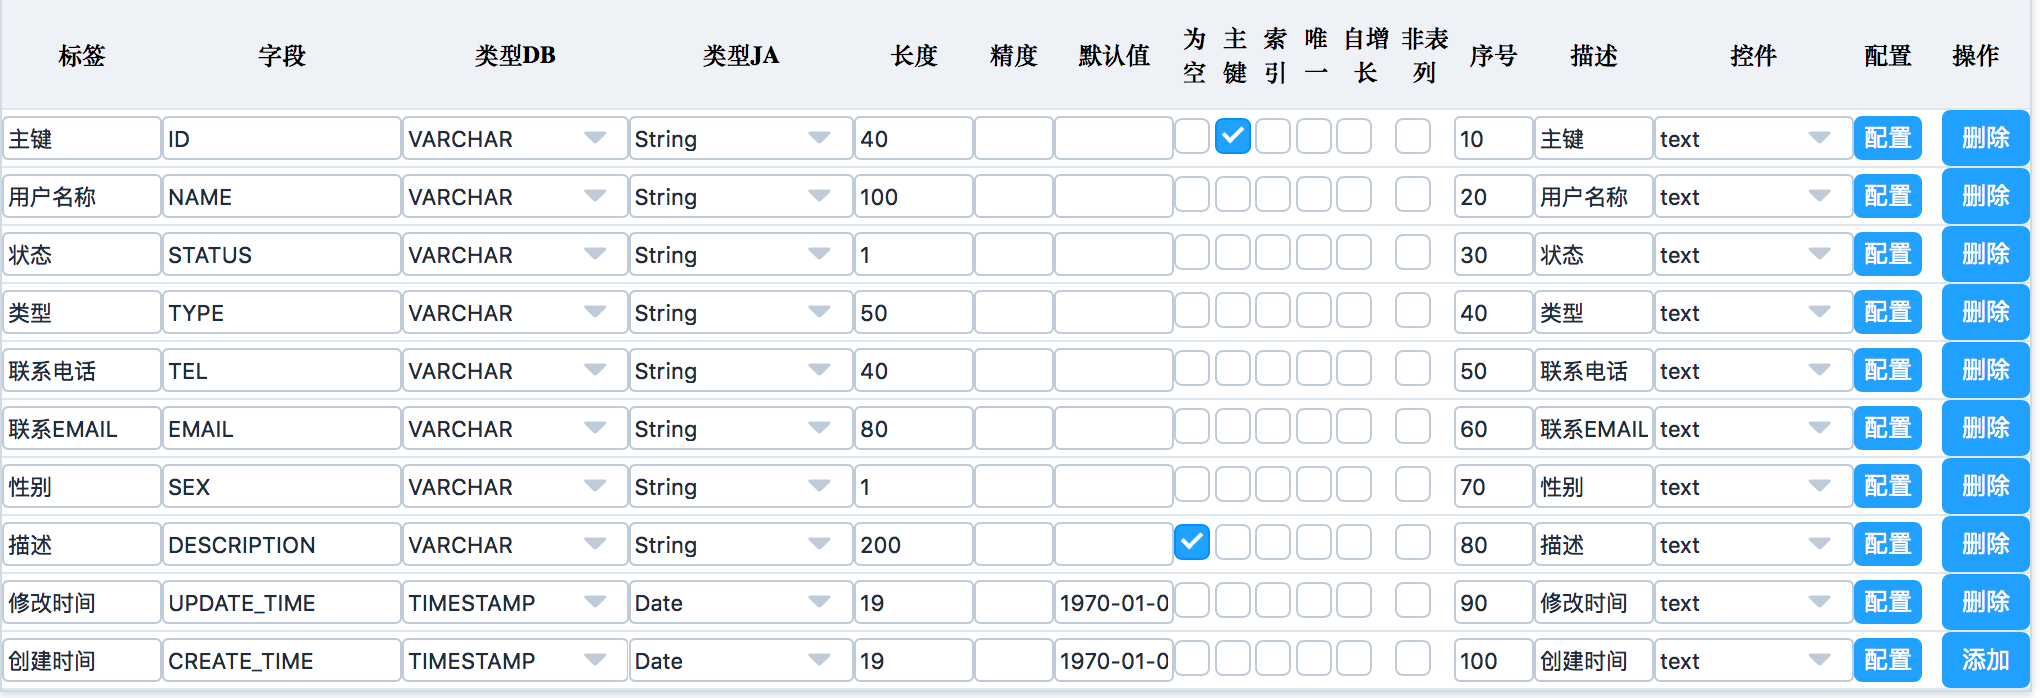 标签 字段 类型DB 类型JA 长度 精度 默认值 为空 主键 索引 唯一 自增长 非表列 序号 描述 控件 配置 操作
主键 ID VARCHAR String 40 10 主键 text 配置 删除
用户名称 NAME VARCHAR String 100 20 用户名称 text 配置 删除
状态 STATUS VARCHAR String 1 30 状态 text 配置 删除
类型 TYPE VARCHAR String 50 40 类型 text 配置 删除
联系电话 TEL VARCHAR String 40 50 联系电话 text 配置 删除
联系EMAIL EMAIL VARCHAR String 80 60 联系EMAIL text 配置 删除
性别 SEX VARCHAR String 1 70 性别 text 配置 删除
描述 DESCRIPTION VARCHAR String 200 80 描述 text 配置 删除
修改时间 UPDATE_TIME TIMESTAMP Date 19 1970-01-0 90 修改时间 text 配置 删除
创建时间 CREATE_TIME TIMESTAMP Date 19 1970-01-0 100 创建时间 text 配置 添加